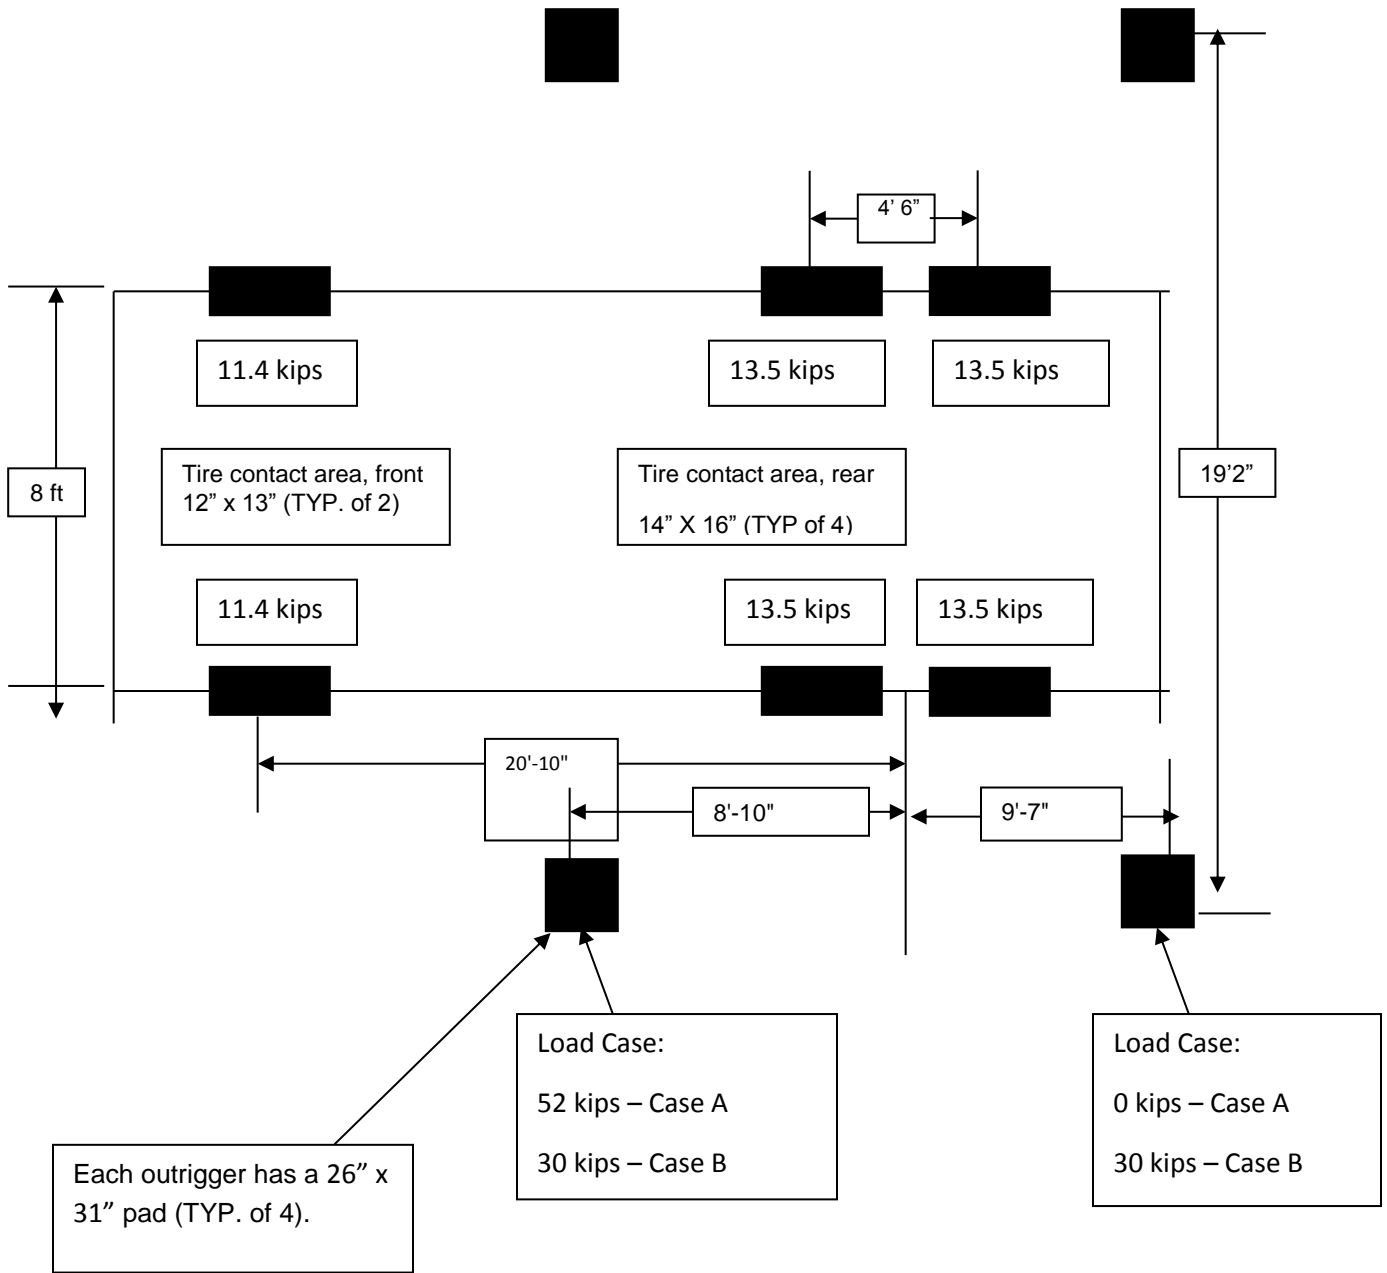 4’ 6”
11.4 kips
13.5 kips
13.5 kips
8 ft
Tire contact area, front
12” x 13” (TYP. of 2)
Tire contact area, rear
14” X 16” (TYP of 4)
19’2”
11.4 kips
13.5 kips
13.5 kips
20'-10"
8'-10"
9'-7"
Load Case:
52 kips – Case A
30 kips – Case B
Load Case:
0 kips – Case A
30 kips – Case B
Each outrigger has a 26” x
31” pad (TYP. of 4).